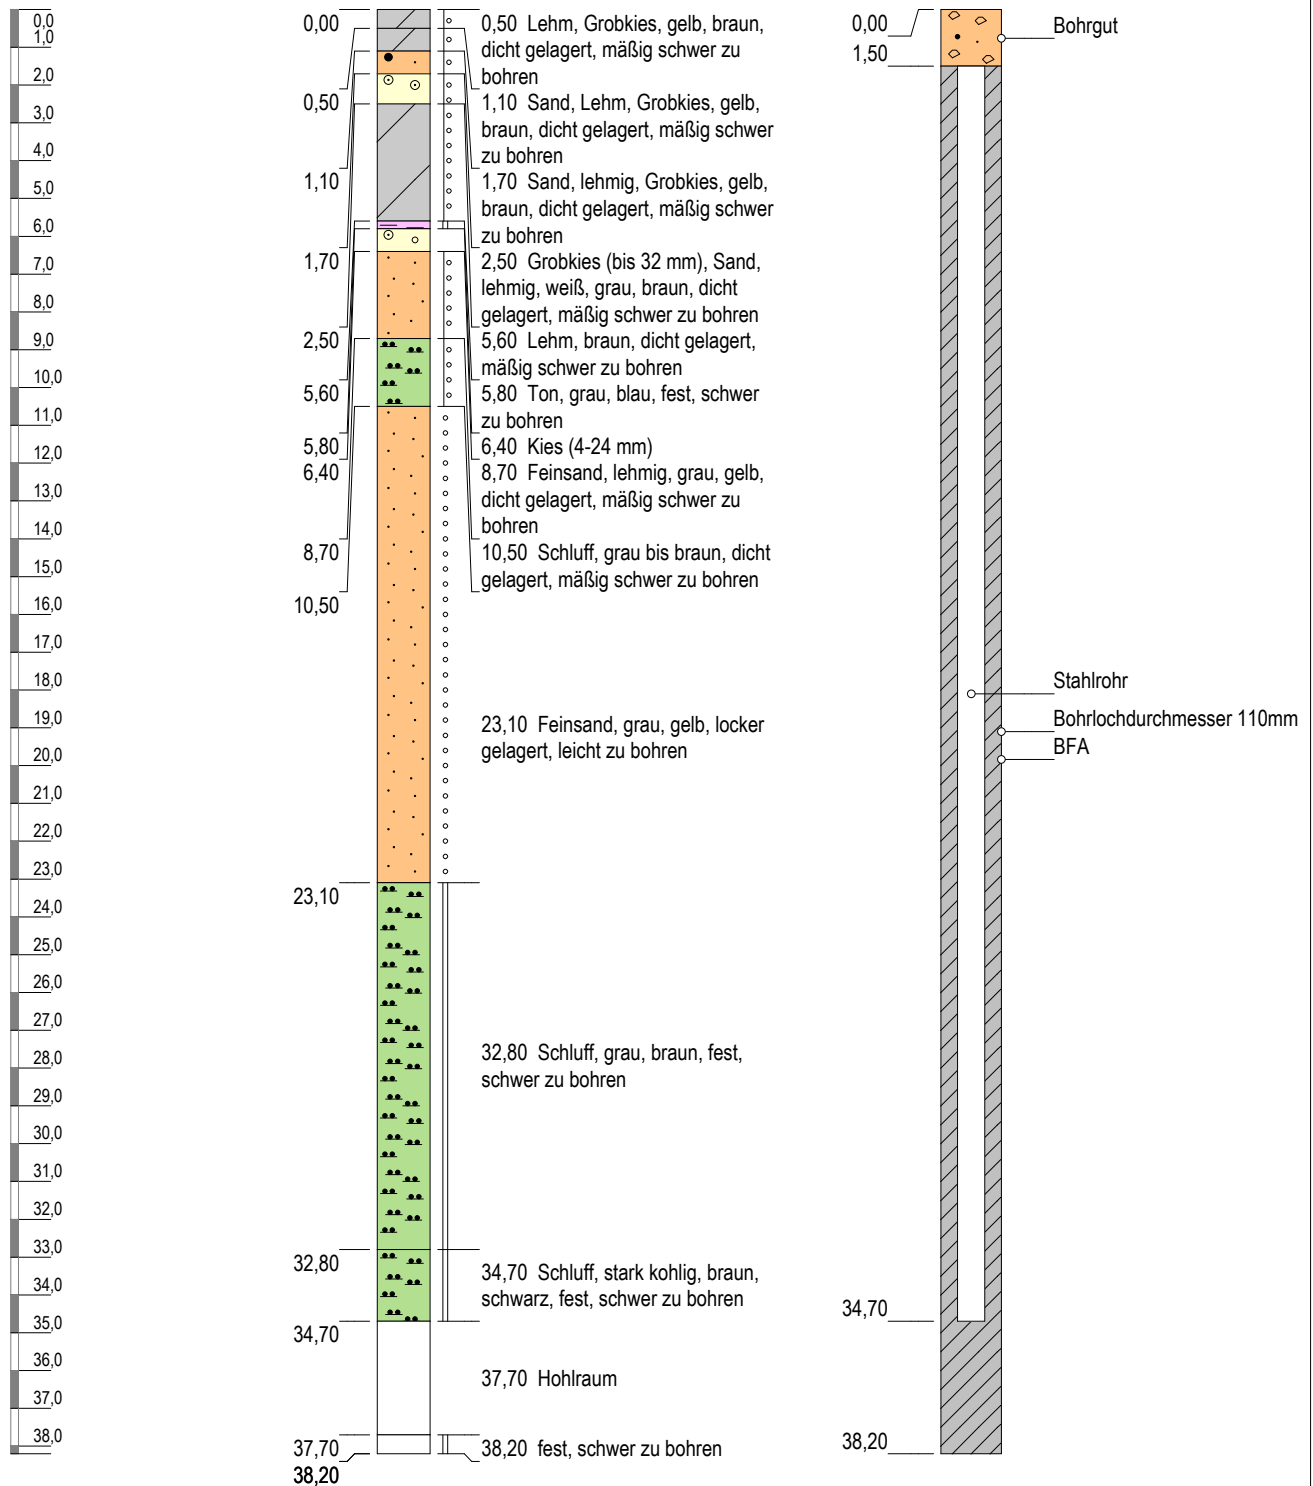 0,0
1,0
2,0
3,0
4,0
5,0
6,0
7,0
8,0
9,0
10,0
11,0
12,0
13,0
14,0
15,0
16,0
17,0
18,0
19,0
20,0
21,0
22,0
23,0
24,0
25,0
26,0
27,0
28,0
29,0
30,0
31,0
32,0
33,0
34,0
35,0
36,0
37,0
38,0
0,00
0,50
1,10
1,70
2,50
5,60
5,80
6,40
8,70
10,50
23,10
32,80
34,70
37,70
38,20
0,50 Lehm, Grobkies, gelb, braun,
dicht gelagert, mäßig schwer zu
bohren
1,10 Sand, Lehm, Grobkies, gelb,
braun, dicht gelagert, mäßig schwer
zu bohren
1,70 Sand, lehmig, Grobkies, gelb,
braun, dicht gelagert, mäßig schwer
zu bohren
2,50 Grobkies (bis 32 mm), Sand,
lehmig, weiß, grau, braun, dicht
gelagert, mäßig schwer zu bohren
5,60 Lehm, braun, dicht gelagert,
mäßig schwer zu bohren
5,80 Ton, grau, blau, fest, schwer
zu bohren
6,40 Kies (4-24 mm)
8,70 Feinsand, lehmig, grau, gelb,
dicht gelagert, mäßig schwer zu
bohren
10,50 Schluff, grau bis braun, dicht
gelagert, mäßig schwer zu bohren
23,10 Feinsand, grau, gelb, locker
gelagert, leicht zu bohren
32,80 Schluff, grau, braun, fest,
schwer zu bohren
34,70 Schluff, stark kohlig, braun,
schwarz, fest, schwer zu bohren
37,70 Hohlraum
38,20 fest, schwer zu bohren
0,00
1,50
34,70
38,20
Bohrgut
Stahlrohr
Bohrlochdurchmesser 110mm
BFA